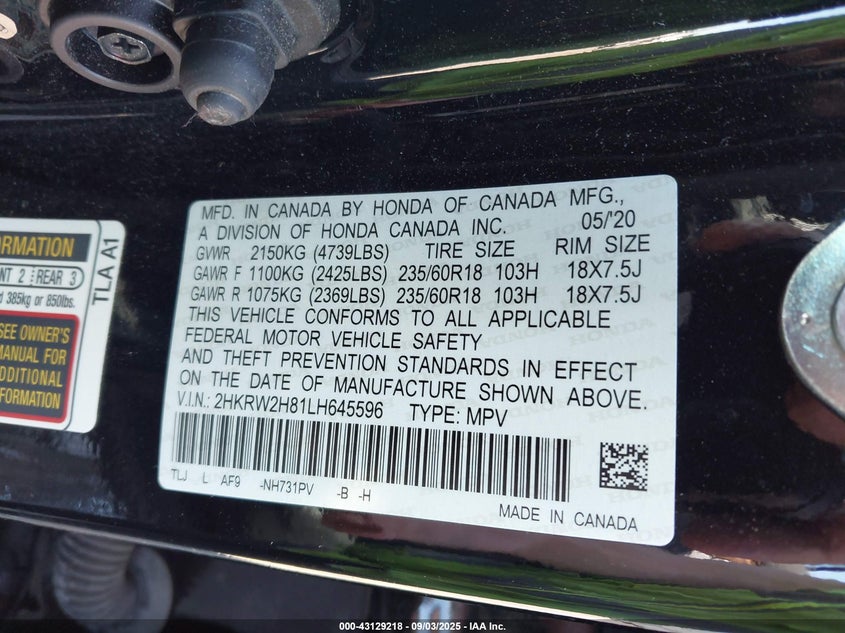 ORMATION
NT 2 REAR 3
d 385kg or 850lbs.
TLA A1
SEE OWNER'S
MANUAL FOR
DDITIONAL
FORMATION
MFD. IN CANADA BY HONDA OF CANADA MFG.,
A DIVISION OF HONDA CANADA INC. 05/'20
GVWR 2150KG (4739LBS) TIRE SIZE RIM SIZE
GAWR F 1100KG (2425LBS) 235/60R18 103H 18X7.5J
GAWR R 1075KG (2369LBS) 235/60R18 103H 18X7.5J
THIS VEHICLE CONFORMS TO ALL APPLICABLE
FEDERAL MOTOR VEHICLE SAFETY
AND THEFT PREVENTION STANDARDS IN EFFECT
ON THE DATE OF MANUFACTURE SHOWN ABOVE.
V.I.N.: 2HKRW2H81LH645596 TYPE: MPV
TLJ L AF9 -NH731PV -B -H
MADE IN CANADA
000-43129218 - 09/03/2025 - IAA Inc.